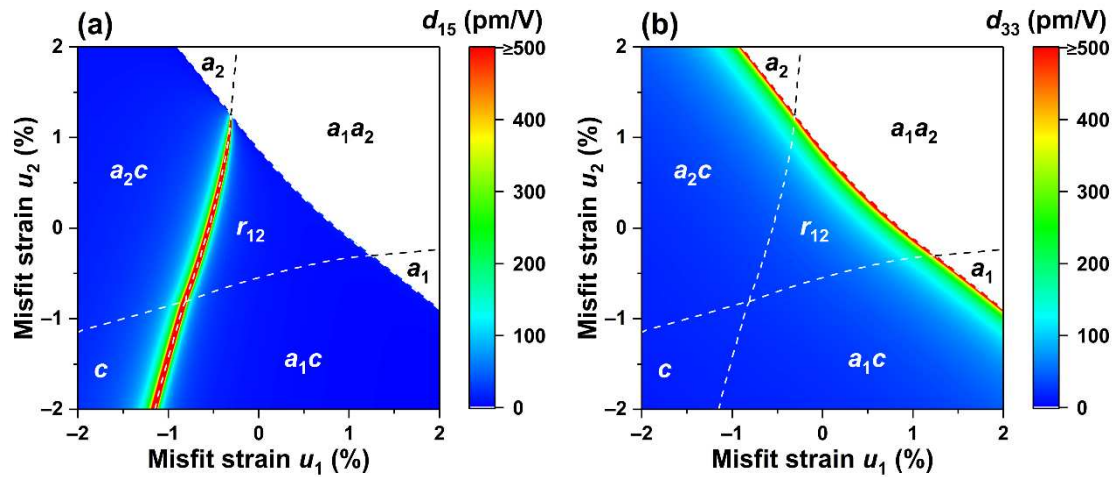 (a)
d15 (pm/V)
2
1
0
−1
−2
Misfit strain u2 (%)
a2
a1a2
a2c
r12
a1
c
a1c
−2 −1 0 1 2
Misfit strain u1 (%)
≥500
400
300
200
100
0
(b)
d33 (pm/V)
2
1
0
−1
−2
Misfit strain u2 (%)
a2
a1a2
a2c
r12
a1
c
a1c
−2 −1 0 1 2
Misfit strain u1 (%)
≥500
400
300
200
100
0